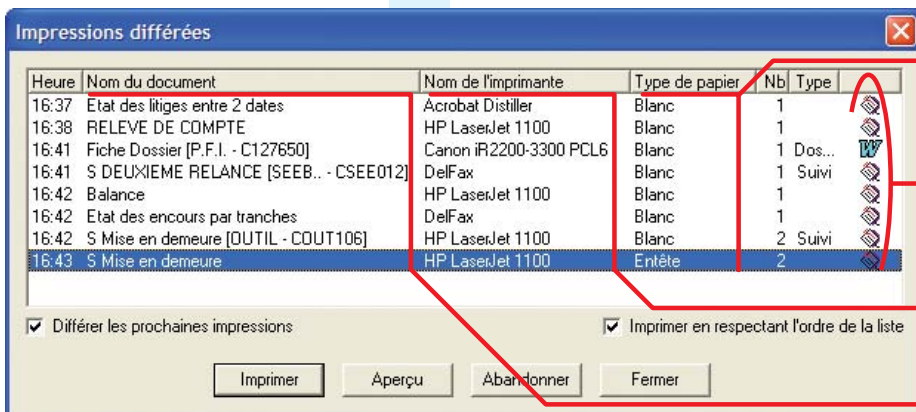 Impressions différées
Heure Nom du document Nom de l'imprimante Type de papier Nb Type
16:37 Etat des litiges entre 2 dates Acrobat Distiller Blanc 1
16:38 RELEVE DE COMPTE HP LaserJet 1100 Blanc 1
16:41 Fiche Dossier [P.F.I. - C127650] Canon iR2200-3300 PCL6 Blanc 1 Dos...
16:41 S DEUXIEME RELANCE [SEEB.. - CSEE012] DelFax Blanc 1 Suivi
16:42 Balance HP LaserJet 1100 Blanc 1
16:42 Etat des encours par tranches DelFax Blanc 1
16:42 S Mise en demeure [OUTIL - COUT106] HP LaserJet 1100 Blanc 2 Suivi
16:43 S Mise en demeure HP LaserJet 1100 Entête 2
Différer les prochaines impressions Imprimer en respectant l'ordre de la liste
Imprimer Aperçu Abandonner Fermer